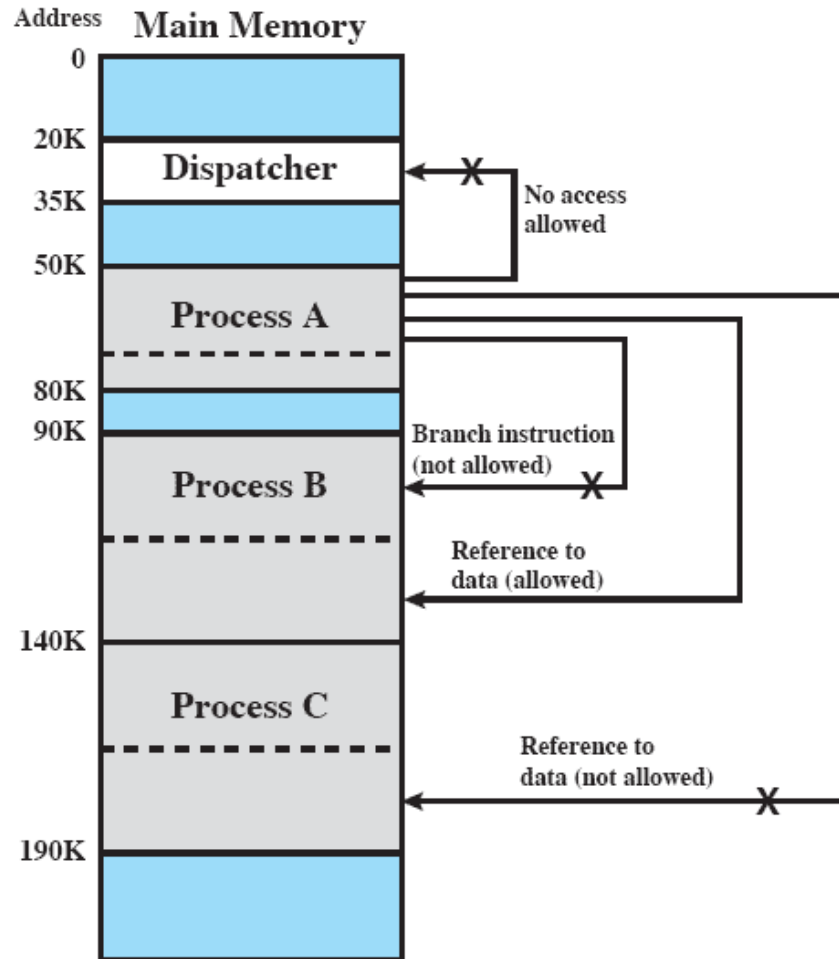 Address
Main Memory
0
20K
Dispatcher
35K
No access
allowed
50K
Process A
80K
90K
Branch instruction
(not allowed)
X
Process B
X
Reference to
data (allowed)
140K
Process C
Reference to
data (not allowed)
X
190K